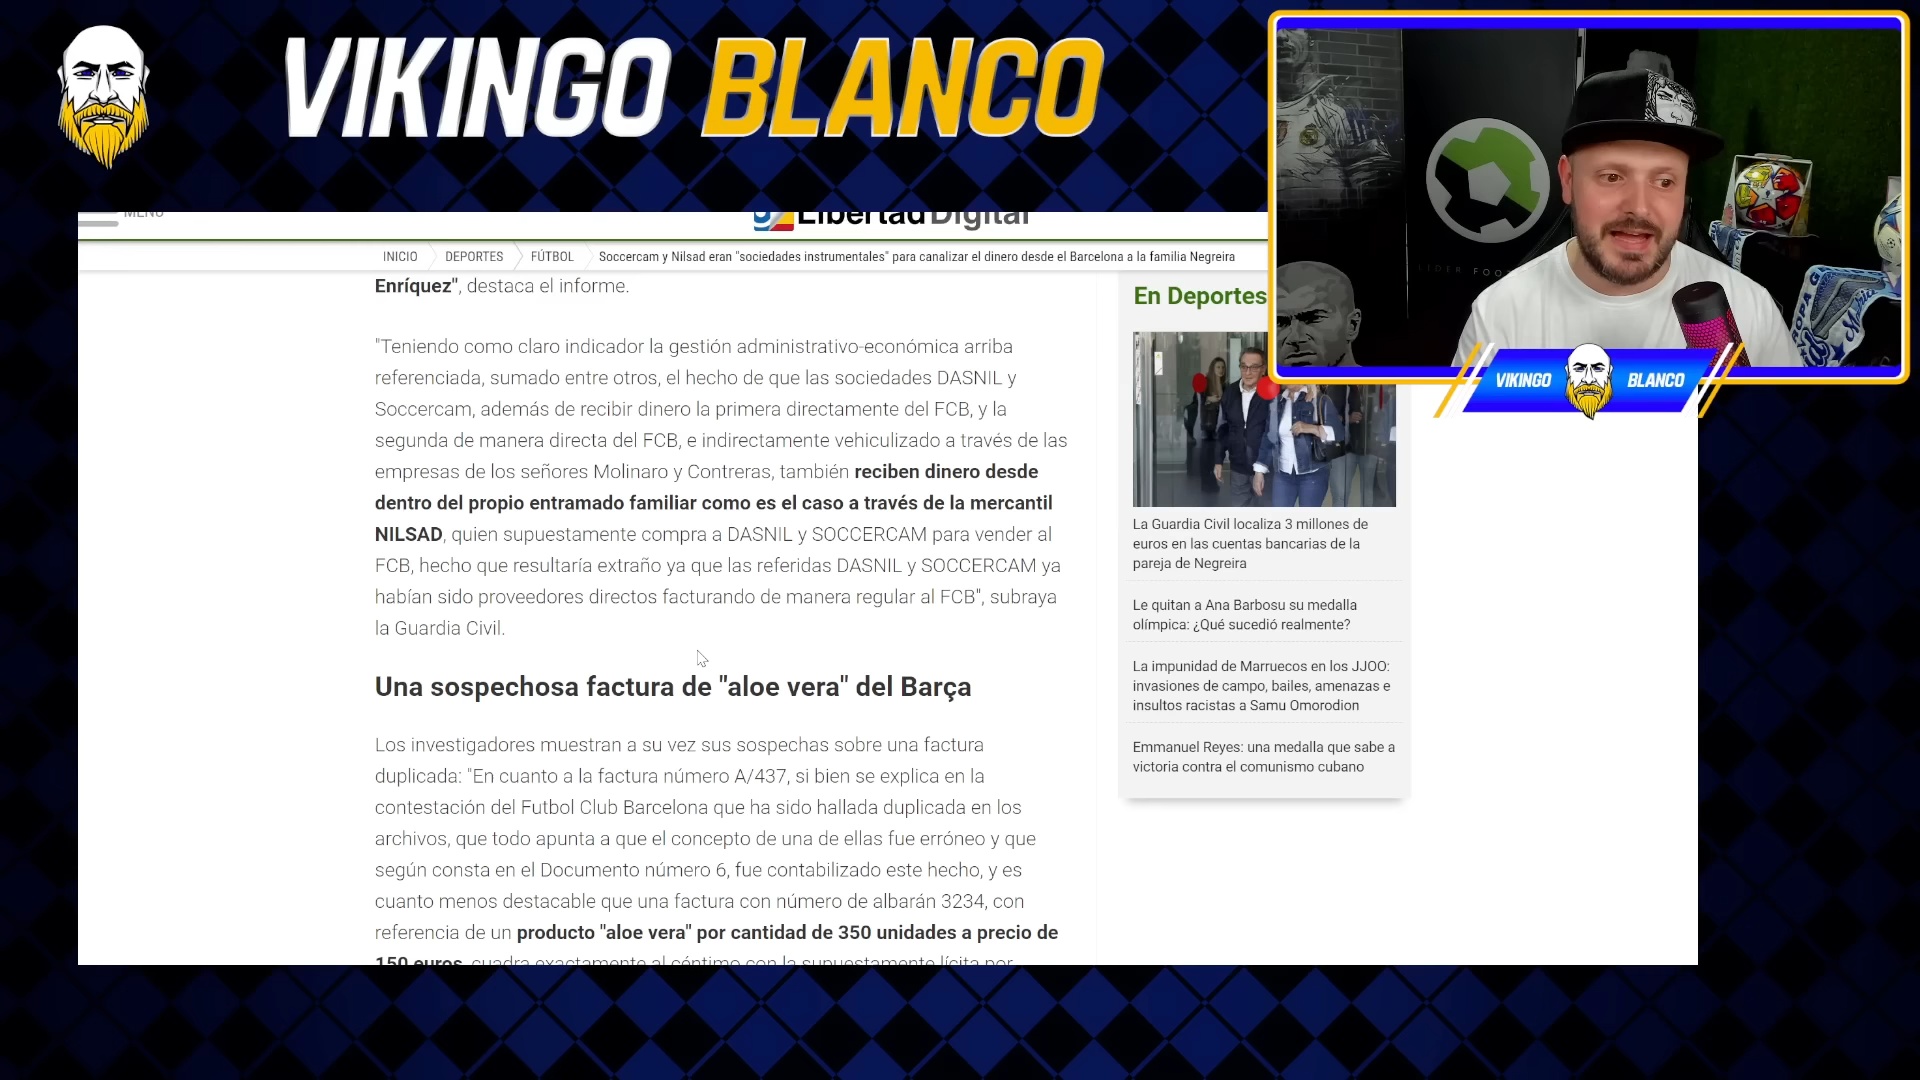 VIKINGO BLANCO
MENÚ
Libertad Digital
INICIO
DEPORTES
FÚTBOL
Soccercam y Nilsad eran "sociedades instrumentales" para canalizar el dinero desde el Barcelona a la familia Negreira
Enríquez", destaca el informe.
"Teniendo como claro indicador la gestión administrativo-económica arriba
referenciada, sumado entre otros, el hecho de que las sociedades DASNIL y
Soccercam, además de recibir dinero la primera directamente del FCB, y la
segunda de manera directa del FCB, e indirectamente vehiculizado a través de las
empresas de los señores Molinaro y Contreras, también reciben dinero desde
dentro del propio entramado familiar como es el caso a través de la mercantil
NILSAD, quien supuestamente compra a DASNIL y SOCCERCAM para vender al
FCB, hecho que resultaría extraño ya que las referidas DASNIL y SOCCERCAM ya
habían sido proveedores directos facturando de manera regular al FCB", subraya
la Guardia Civil.
Una sospechosa factura de "aloe vera" del Barça
Los investigadores muestran a su vez sus sospechas sobre una factura
duplicada: "En cuanto a la factura número A/437, si bien se explica en la
contestación del Futbol Club Barcelona que ha sido hallada duplicada en los
archivos, que todo apunta a que el concepto de una de ellas fue erróneo y que
según consta en el Documento número 6, fue contabilizado este hecho, y es
cuanto menos destacable que una factura con número de albarán 3234, con
referencia de un producto "aloe vera" por cantidad de 350 unidades a precio de
150 euros, cuadra exactamente al céntimo con la supuestamente lícita por
En Deportes
La Guardia Civil localiza 3 millones de
euros en las cuentas bancarias de la
pareja de Negreira
Le quitan a Ana Barbosu su medalla
olímpica: ¿Qué sucedió realmente?
La impunidad de Marruecos en los JJOO:
invasiones de campo, bailes, amenazas e
insultos racistas a Samu Omorodion
Emmanuel Reyes: una medalla que sabe a
victoria contra el comunismo cubano
VIKINGO BLANCO